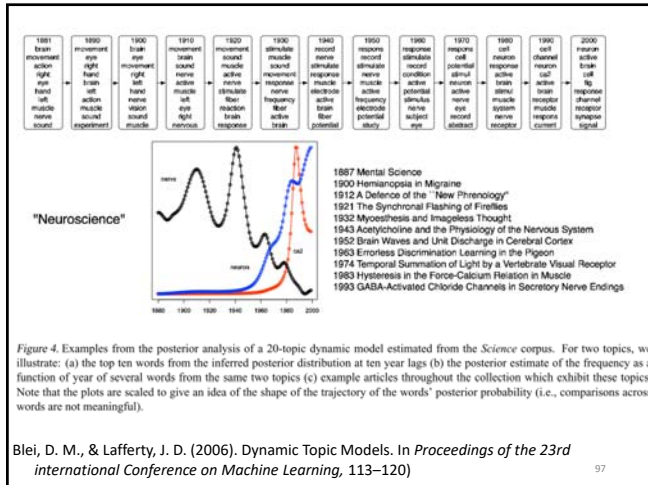 1881
brain
movement
action
right
eye
hand
left
muscle
nerve
sound
1890
movement
eye
right
hand
brain
left
action
muscle
sound
experiment
1900
brain
eye
movement
right
left
hand
nerve
vision
sound
muscle
1910
movement
brain
sound
nerve
active
muscle
left
eye
right
nervous
1920
movement
sound
muscle
active
nerve
stimulate
fiber
reaction
brain
response
1930
stimulate
muscle
sound
movement
response
nerve
frequency
fiber
active
brain
1940
record
nerve
stimulate
response
muscle
electrode
active
brain
fiber
potential
1950
respons
record
stimulate
nerve
muscle
active
frequency
electrode
potential
study
1960
response
stimulate
record
condition
active
potential
stimulus
nerve
subject
eye
1970
respons
cell
potential
stimul
neuron
active
nerve
eye
record
abstract
1980
cell
neuron
response
active
brain
stimul
muscle
system
nerve
receptor
1990
cell
channel
neuron
ca2
active
brain
receptor
muscle
respons
current
2000
neuron
active
brain
cell
fig
response
channel
receptor
synapse
signal
"Neuroscience"
nerve
neuron
ca2
1880 1900 1920 1940 1960 1980 2000
1887 Mental Science
1900 Hemianopsia in Migraine
1912 A Defence of the ``New Phrenology''
1921 The Synchronal Flashing of Fireflies
1932 Myoesthesis and Imageless Thought
1943 Acetylcholine and the Physiology of the Nervous System
1952 Brain Waves and Unit Discharge in Cerebral Cortex
1963 Errorless Discrimination Learning in the Pigeon
1974 Temporal Summation of Light by a Vertebrate Visual Receptor
1983 Hysteresis in the Force-Calcium Relation in Muscle
1993 GABA-Activated Chloride Channels in Secretory Nerve Endings
Figure 4. Examples from the posterior analysis of a 20-topic dynamic model estimated from the Science corpus. For two topics, we
illustrate: (a) the top ten words from the inferred posterior distribution at ten year lags (b) the posterior estimate of the frequency as a
function of year of several words from the same two topics (c) example articles throughout the collection which exhibit these topics.
Note that the plots are scaled to give an idea of the shape of the trajectory of the words' posterior probability (i.e., comparisons across
words are not meaningful).
Blei, D. M., & Lafferty, J. D. (2006). Dynamic Topic Models. In Proceedings of the 23rd
international Conference on Machine Learning, 113–120)
97